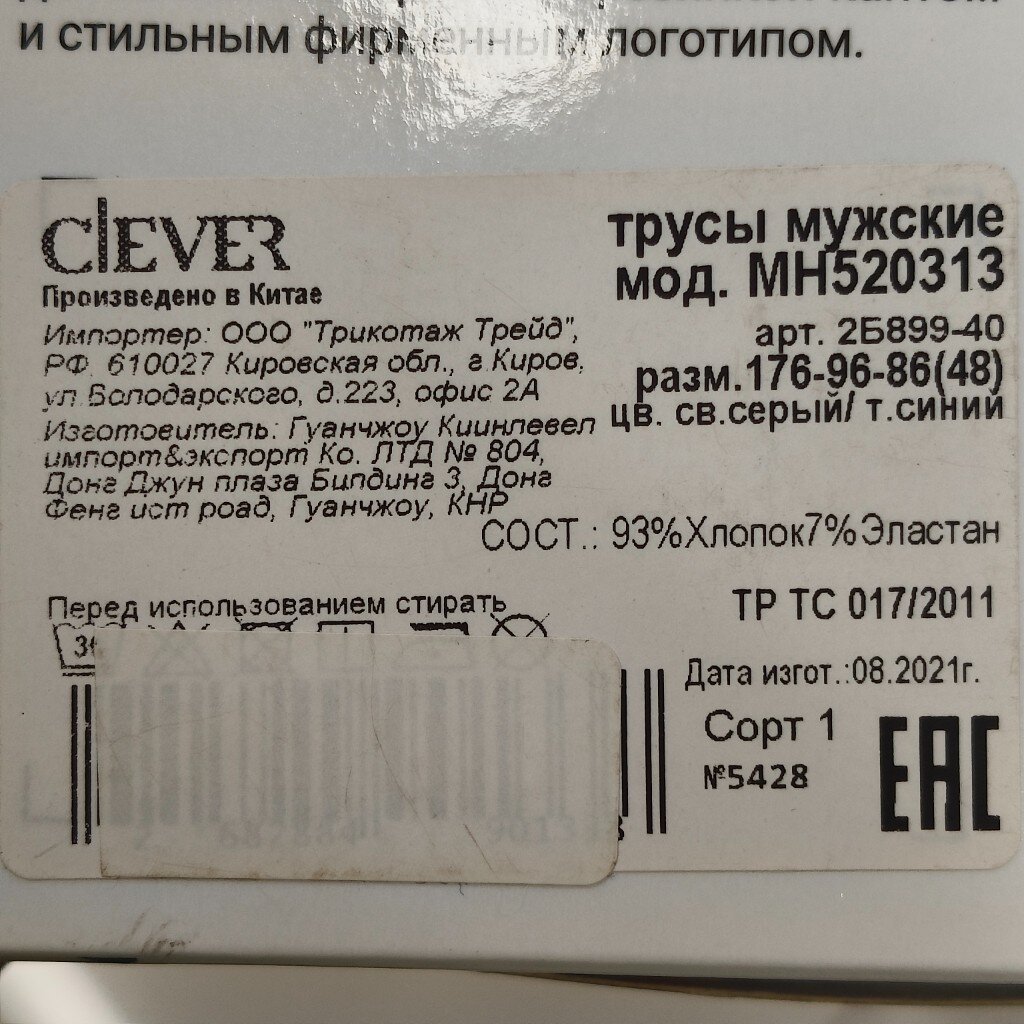 и стильным фирменным логотипом.
ClEVER
Произведено в Китае
Импортер: ООО "Трикотаж Трейд",
РФ, 610027 Кировская обл., г.Киров,
ул.Володарского, д.223, офис 2А
Изготовитель: Гуанчжоу Киинлевел
импорт&экспорт Ко. ЛТД № 804,
Донг Джун плаза Билдинг 3, Донг
Фенг ист роад, Гуанчжоу, КНР
трусы мужские
мод. МН520313
арт. 2Б899-40
разм.176-96-86(48)
цв. св.серый/ т.синий
СОСТ.: 93%Хлопок7%Эластан
Перед использованием стирать
ТР ТС 017/2011
Дата изгот.:08.2021г.
Сорт 1
№5428
ЕАС